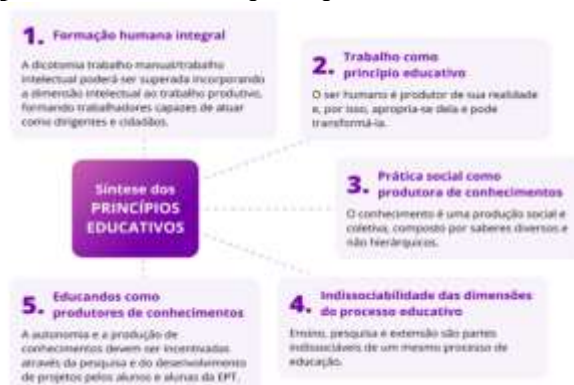 1. Formação humana integral
A dicotomia trabalho manual/trabalho
intelectual poderá ser superada incorporando
a dimensão intelectual ao trabalho produtivo,
formando trabalhadores capazes de atuar
como dirigentes e cidadãos.
2. Trabalho como
princípio educativo
O ser humano é produtor de sua realidade
e, por isso, apropria-se dela e pode
transformá-la.
Síntese dos
PRINCÍPIOS
EDUCATIVOS
3. Prática social como
produtora de conhecimentos
O conhecimento é uma produção social e
coletiva, composto por saberes diversos e
não hierárquicos.
4. Indissociabilidade das dimensões
do processo educativo
Ensino, pesquisa e extensão são partes
indissociáveis de um mesmo processo de
educação.
5. Educandos como
produtores de conhecimentos
A autonomia e a produção de
conhecimentos devem ser incentivadas
através da pesquisa e do desenvolvimento
de projetos pelos alunos e alunas da EPT.